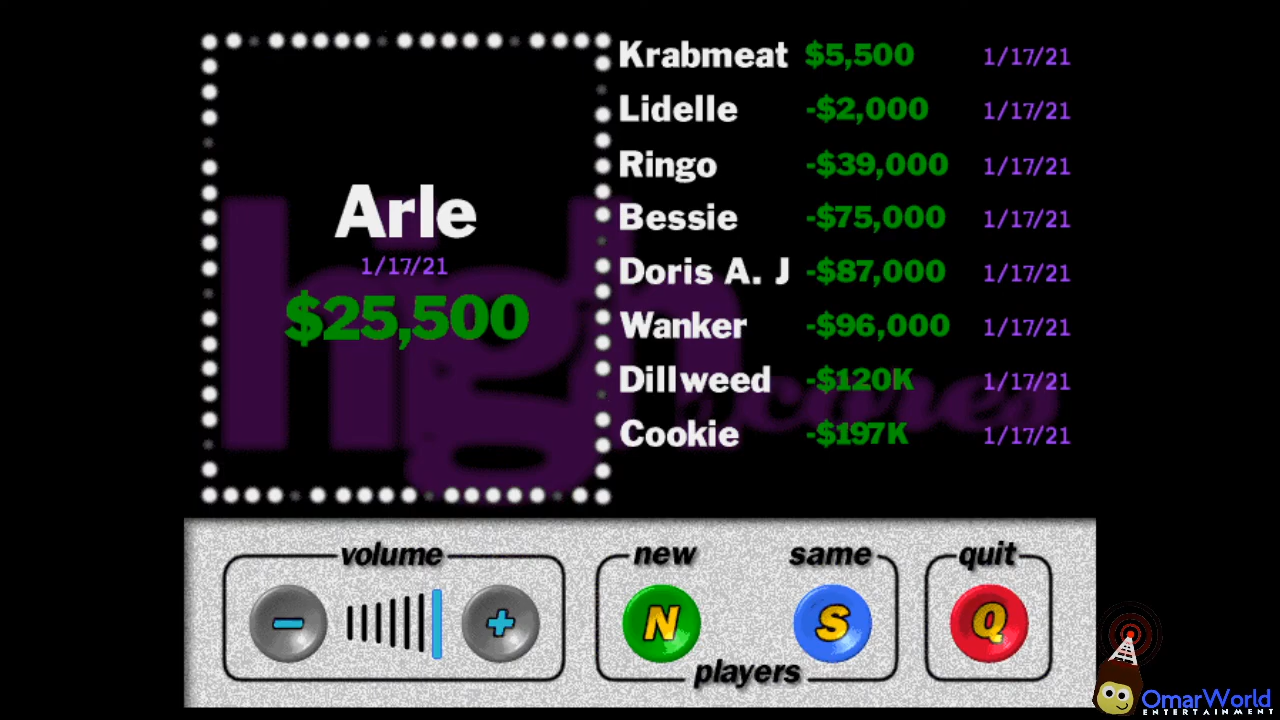 high scores
Arle
1/17/21
$25,500
Krabmeat $5,500 1/17/21
Lidelle -$2,000 1/17/21
Ringo -$39,000 1/17/21
Bessie -$75,000 1/17/21
Doris A. J -$87,000 1/17/21
Wanker -$96,000 1/17/21
Dillweed -$120K 1/17/21
Cookie -$197K 1/17/21
volume
- +
new same
N S
players
quit
Q
OmarWorld
ENTERTAINMENT